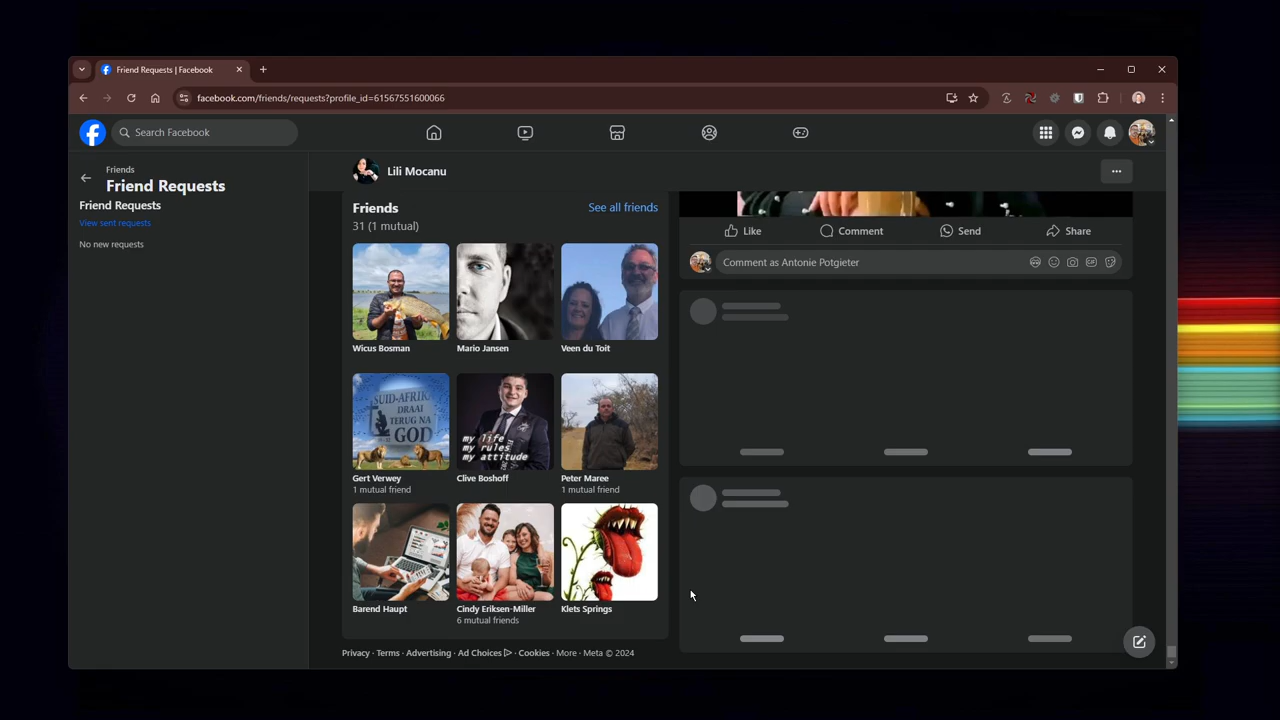 Friend Requests | Facebook
facebook.com/friends/requests?profile_id=61567551600066
Search Facebook
Friends
Friend Requests
Friend Requests
View sent requests
No new requests
Lili Mocanu
Friends
See all friends
31 (1 mutual)
Wicus Bosman
Mario Jansen
Veen du Toit
SUID-AFRIKA
DRAAI
TERUG NA
GOD
my life
my rules
my attitude
Gert Verwey
1 mutual friend
Clive Boshoff
Peter Maree
1 mutual friend
Barend Haupt
Cindy Eriksen-Miller
6 mutual friends
Klets Springs
Like
Comment
Send
Share
Comment as Antonie Potgieter
GIF
Privacy · Terms · Advertising · Ad Choices · Cookies · More · Meta © 2024